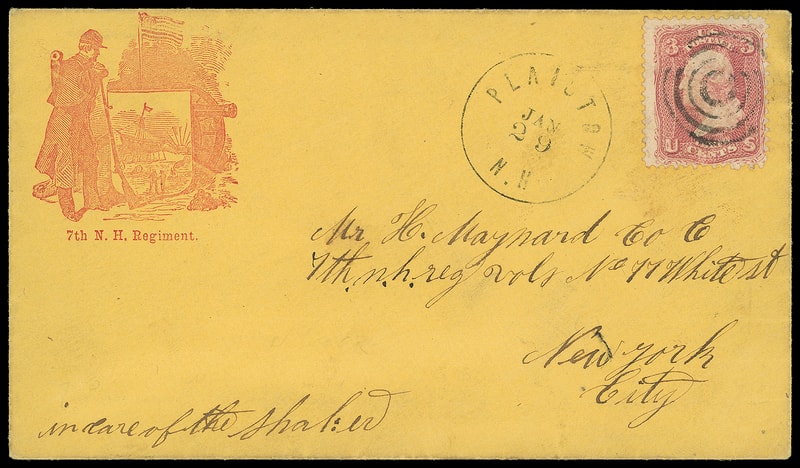 7th N. H. Regiment.
PLAISTOW
JAN
29
N.H
3 U.S. POSTAGE 3
U THREE CENTS S
Mr H. Maynard Co E
7th n.h. reg vols No 77 White st
New york
City
in care of the